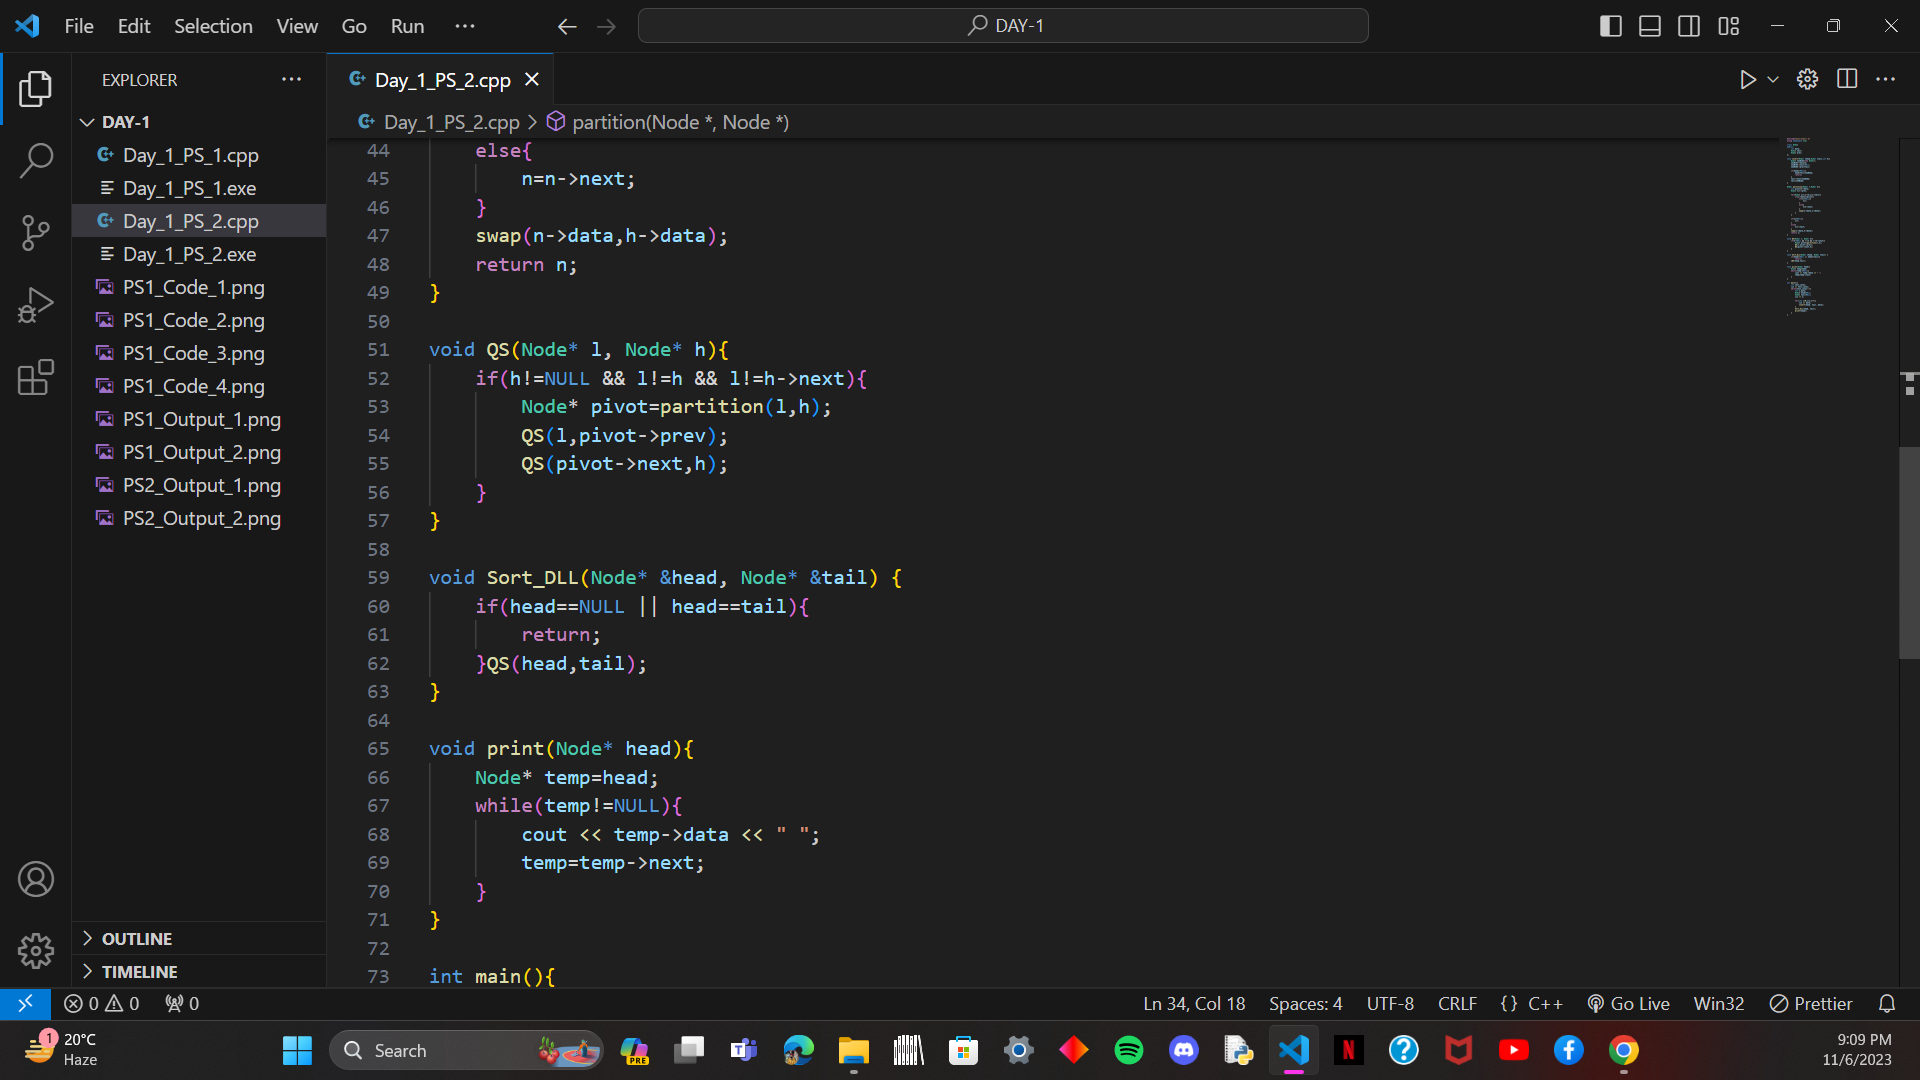 File Edit Selection View Go Run ···
DAY-1
EXPLORER
Day_1_PS_2.cpp
DAY-1
Day_1_PS_1.cpp
Day_1_PS_1.exe
Day_1_PS_2.cpp
Day_1_PS_2.exe
PS1_Code_1.png
PS1_Code_2.png
PS1_Code_3.png
PS1_Code_4.png
PS1_Output_1.png
PS1_Output_2.png
PS2_Output_1.png
PS2_Output_2.png
OUTLINE
TIMELINE
Day_1_PS_2.cpp > partition(Node *, Node *)
44     else{
45         n=n->next;
46     }
47     swap(n->data,h->data);
48     return n;
49 }
50
51 void QS(Node* l, Node* h){
52     if(h!=NULL && l!=h && l!=h->next){
53         Node* pivot=partition(l,h);
54         QS(l,pivot->prev);
55         QS(pivot->next,h);
56     }
57 }
58
59 void Sort_DLL(Node* &head, Node* &tail) {
60     if(head==NULL || head==tail){
61         return;
62     }QS(head,tail);
63 }
64
65 void print(Node* head){
66     Node* temp=head;
67     while(temp!=NULL){
68         cout << temp->data << " ";
69         temp=temp->next;
70     }
71 }
72
73 int main(){
0 0 0
Ln 34, Col 18 Spaces: 4 UTF-8 CRLF {} C++ Go Live Win32 Prettier
1
20°C
Haze
Search
PRE
9:09 PM
11/6/2023